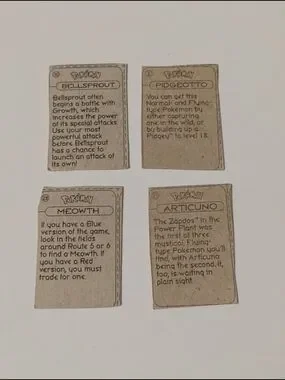 Pokémon
BELLSPROUT
Bellsprout often
begins a battle with
Growth, which
increases the power
of its special attacks.
Use your most
powerful attack
before Bellsprout
has a chance to
launch an attack of
its own!
Pokémon
PIDGEOTTO
You can get this
Normal- and Flying-
type Pokémon by
either capturing
one in the wild, or
by building up a
Pidgey™ to level 18.
Pokémon
MEOWTH
If you have a Blue
version of the game,
look in the fields
around Route 5 or 6
to find a Meowth. If
you have a Red
version, you must
trade for one.
Pokémon
ARTICUNO
The Zapdos™ in the
Power Plant was
the first of three
mystical, Flying-
type Pokémon you'll
find, with Articuno
being the second. It,
too, is waiting in
plain sight.